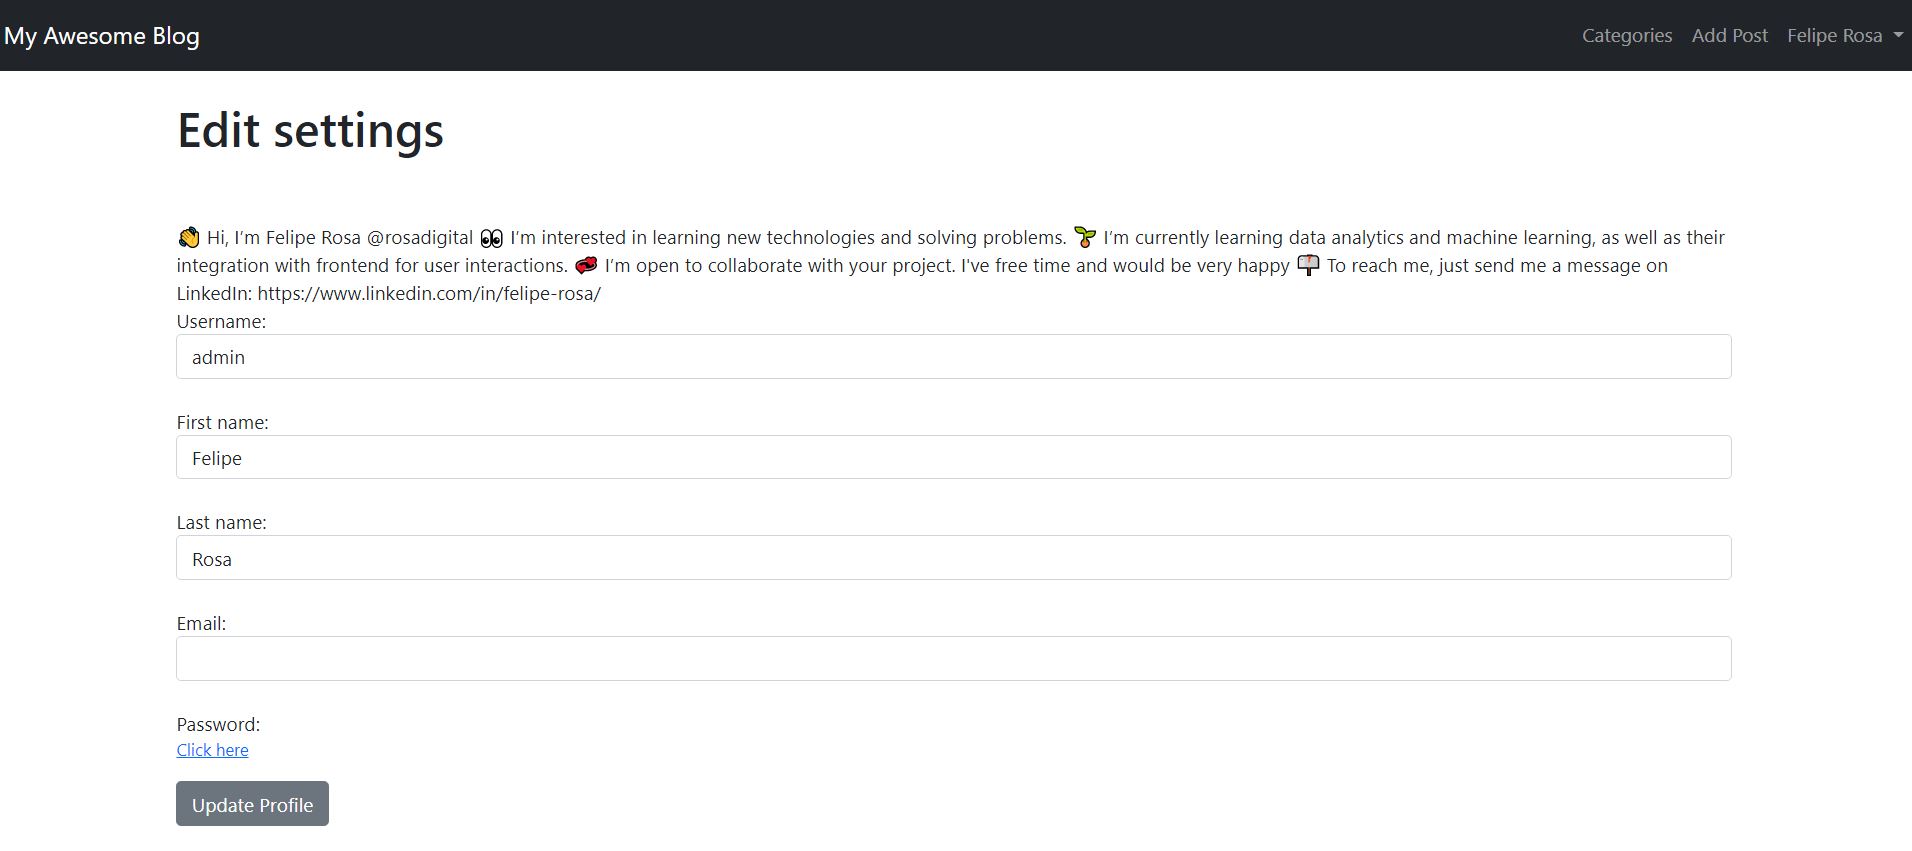 My Awesome Blog
Categories Add Post Felipe Rosa
Edit settings
👋 Hi, I’m Felipe Rosa @rosadigital 👀 I’m interested in learning new technologies and solving problems. 🌱 I’m currently learning data analytics and machine learning, as well as their
integration with frontend for user interactions. 💞️ I’m open to collaborate with your project. I've free time and would be very happy 📫 To reach me, just send me a message on
LinkedIn: https://www.linkedin.com/in/felipe-rosa/
Username:
admin
First name:
Felipe
Last name:
Rosa
Email:
Password:
Click here
Update Profile